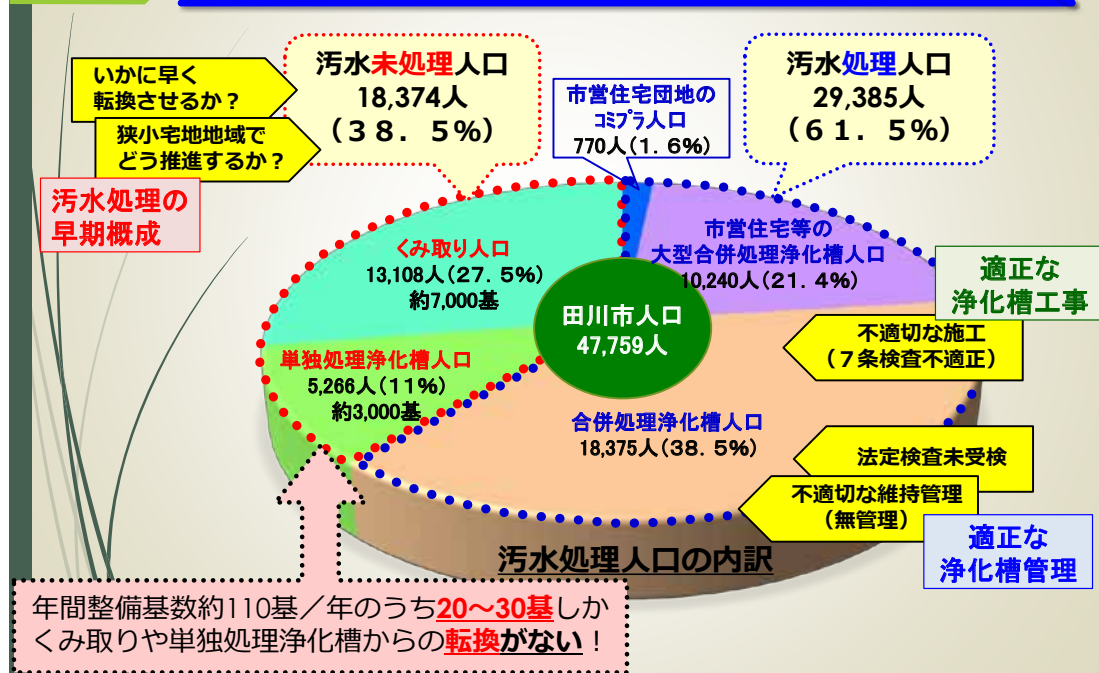 いかに早く
転換させるか？
狭小宅地地域で
どう推進するか？
汚水処理の
早期概成
汚水未処理人口
18,374人
（３８．５%）
市営住宅団地の
ｺﾐﾌﾟﾗ人口
770人（1．6%）
汚水処理人口
29,385人
（６１．５%）
くみ取り人口
13,108人（27．5%）
約7,000基
市営住宅等の
大型合併処理浄化槽人口
10,240人（21．4%）
適正な
浄化槽工事
田川市人口
47,759人
不適切な施工
（７条検査不適正）
単独処理浄化槽人口
5,266人（11%）
約3,000基
合併処理浄化槽人口
18,375人（38．5%）
法定検査未受検
不適切な維持管理
（無管理）
適正な
浄化槽管理
汚水処理人口の内訳
年間整備基数約110基／年のうち20～30基しか
くみ取りや単独処理浄化槽からの転換がない！